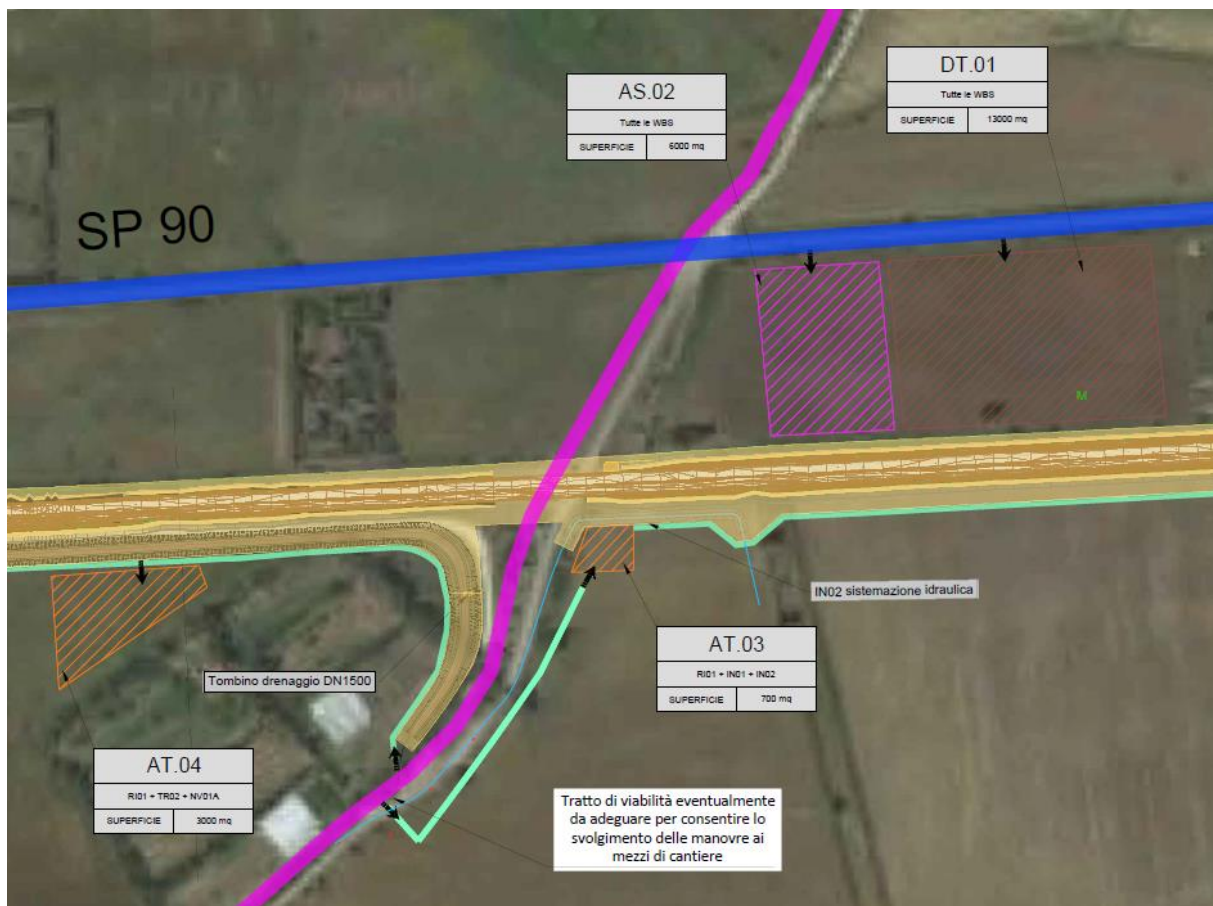 DT.01
Tutte le WBS
SUPERFICIE 13000 mq
AS.02
Tutte le WBS
SUPERFICIE 6000 mq
SP 90
M
IN02 sistemazione idraulica
AT.03
RI01 + IN01 + IN02
SUPERFICIE 700 mq
Tombino drenaggio DN1500
AT.04
RI01 + TR02 + NV01A
SUPERFICIE 3000 mq
Tratto di viabilità eventualmente
da adeguare per consentire lo
svolgimento delle manovre ai
mezzi di cantiere